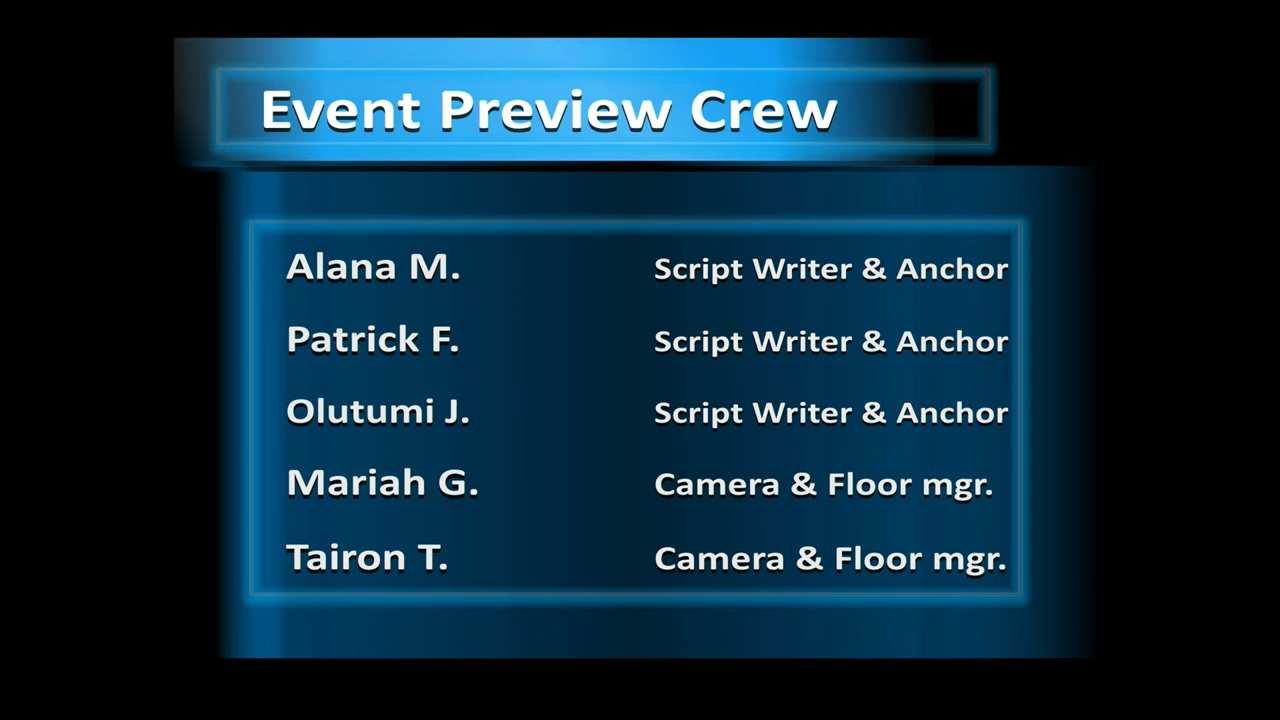 Event Preview Crew
Alana M. Script Writer & Anchor
Patrick F. Script Writer & Anchor
Olutumi J. Script Writer & Anchor
Mariah G. Camera & Floor mgr.
Tairon T. Camera & Floor mgr.